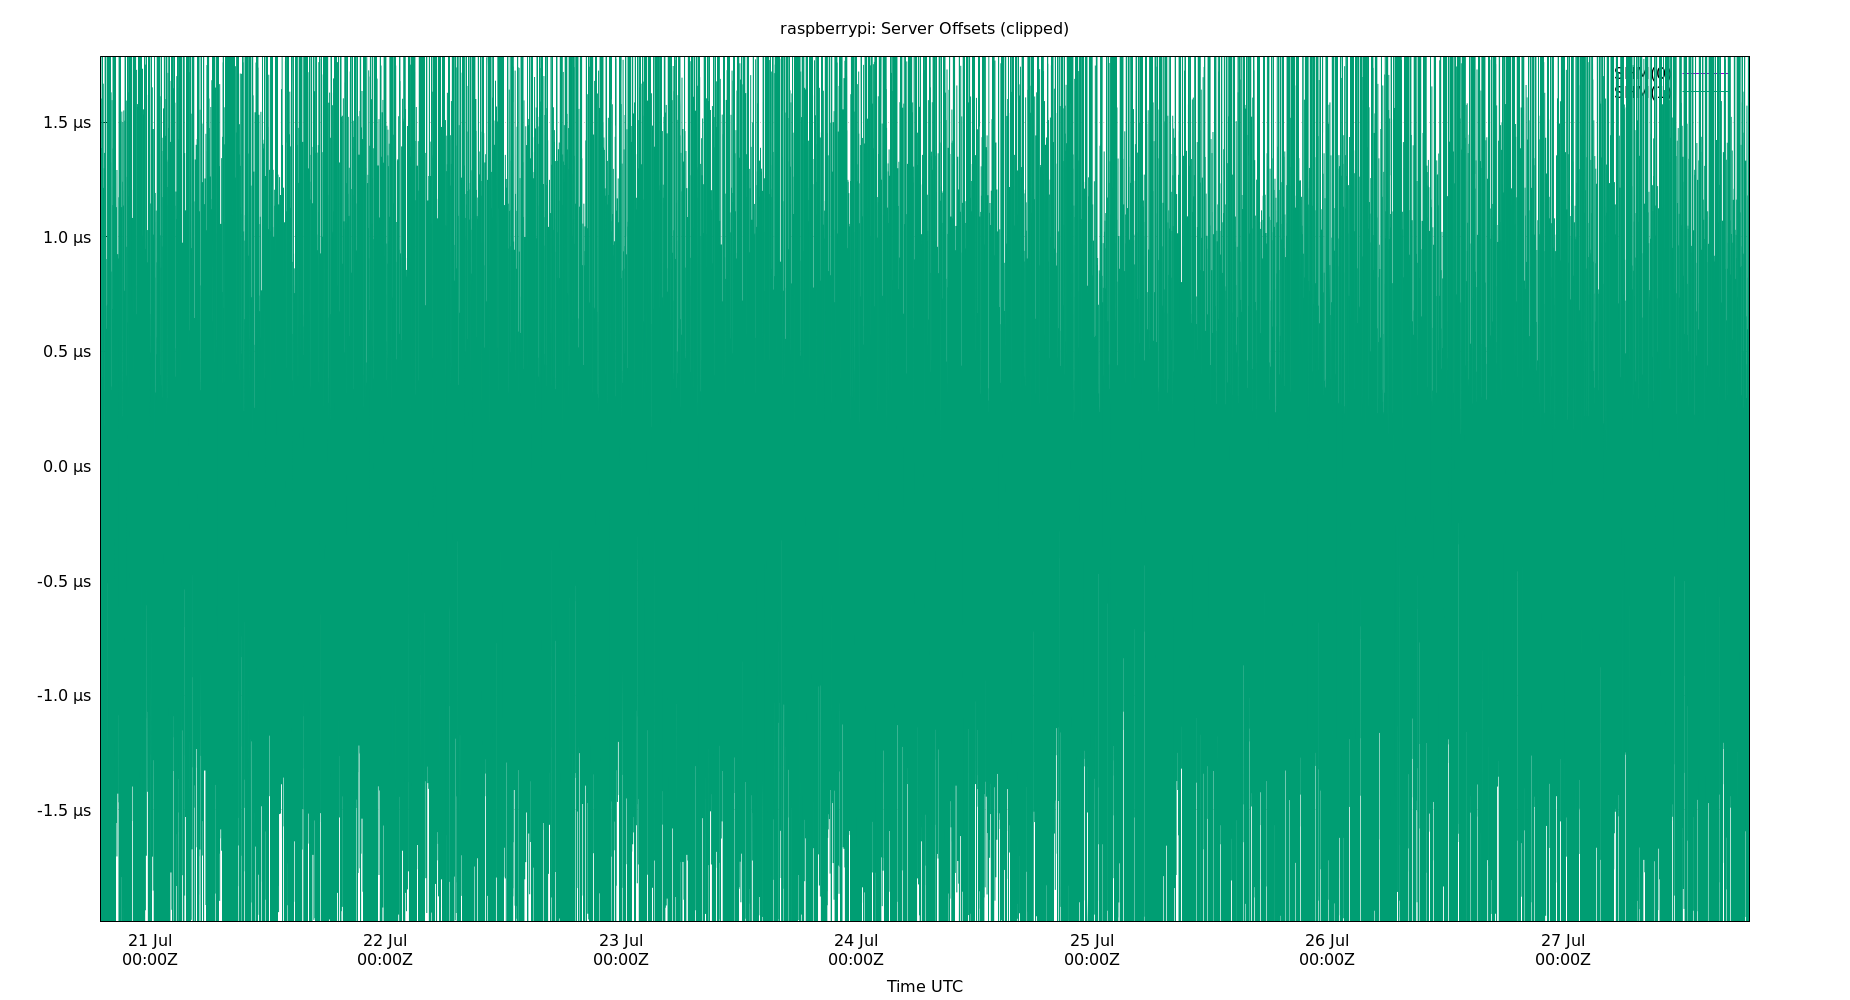 raspberrypi: Server Offsets (clipped)
SHM(0)
1.5 µs
1.0 µs
0.5 µs
0.0 µs
-0.5 µs
-1.0 µs
-1.5 µs
21 Jul 22 Jul 23 Jul 24 Jul 25 Jul 26 Jul 27 Jul
00:00Z 00:00Z 00:00Z 00:00Z 00:00Z 00:00Z 00:00Z
Time UTC